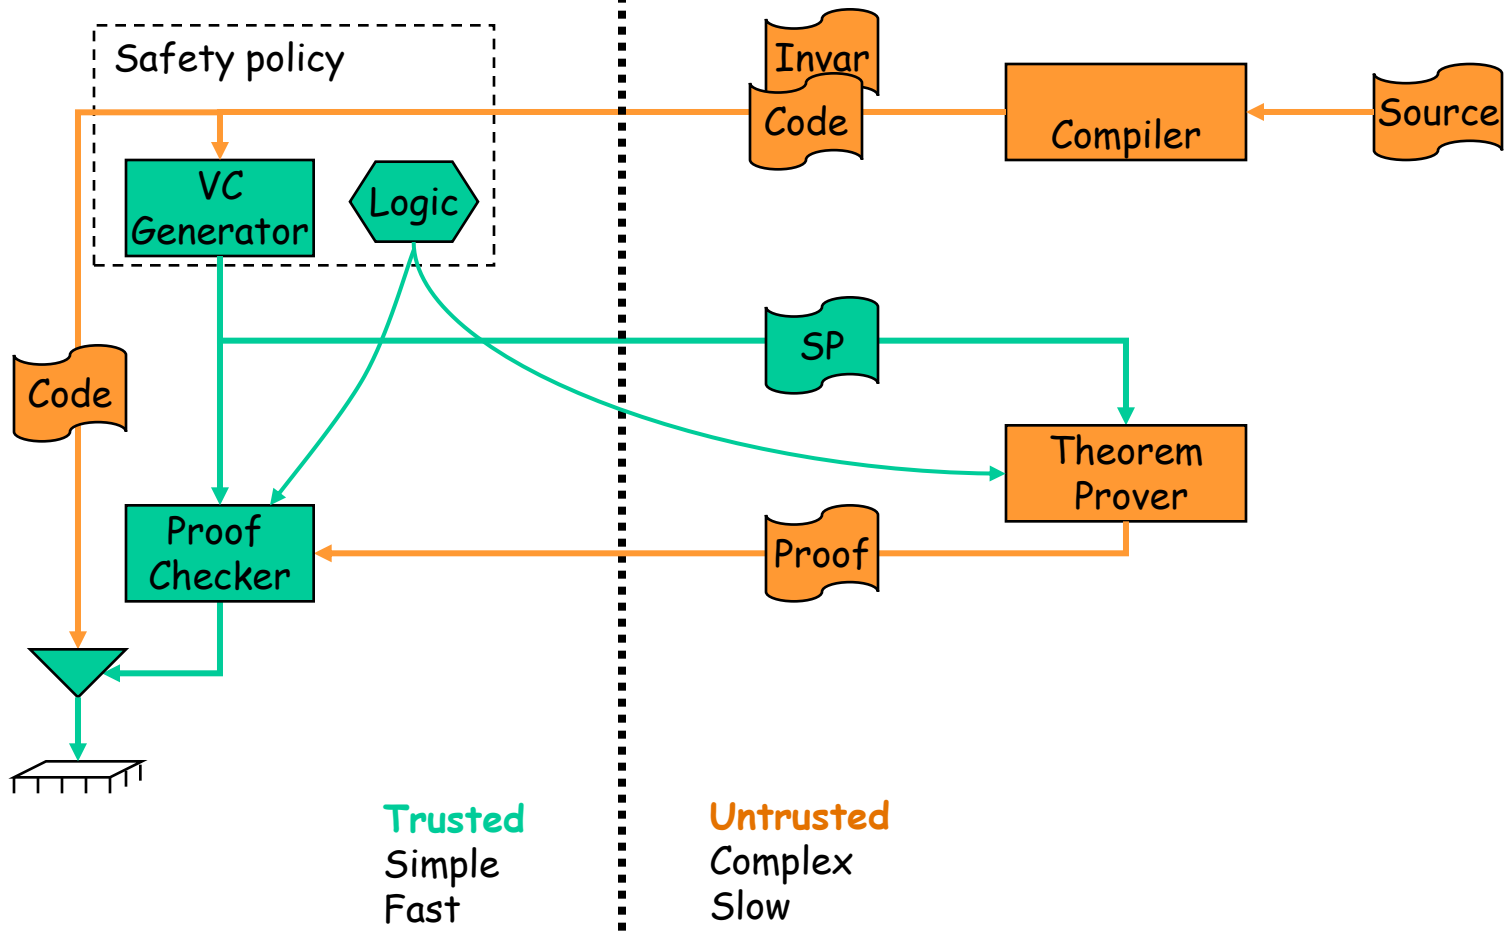 Safety policy
Invar
Code
Compiler
Source
VC
Generator
Logic
SP
Code
Theorem
Prover
Proof
Checker
Proof
Trusted
Simple
Fast
Untrusted
Complex
Slow